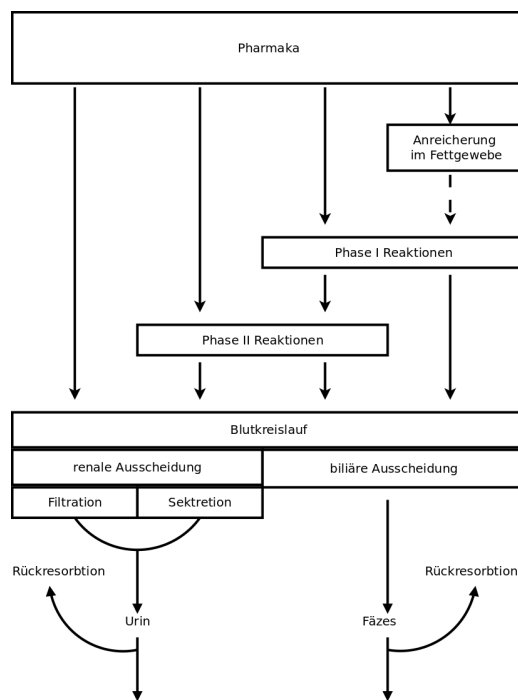 Pharmaka
Anreicherung
im Fettgewebe
Phase I Reaktionen
Phase II Reaktionen
Blutkreislauf
renale Ausscheidung
biliäre Ausscheidung
Filtration
Sektretion
Rückresorbtion
Rückresorbtion
Urin
Fäzes